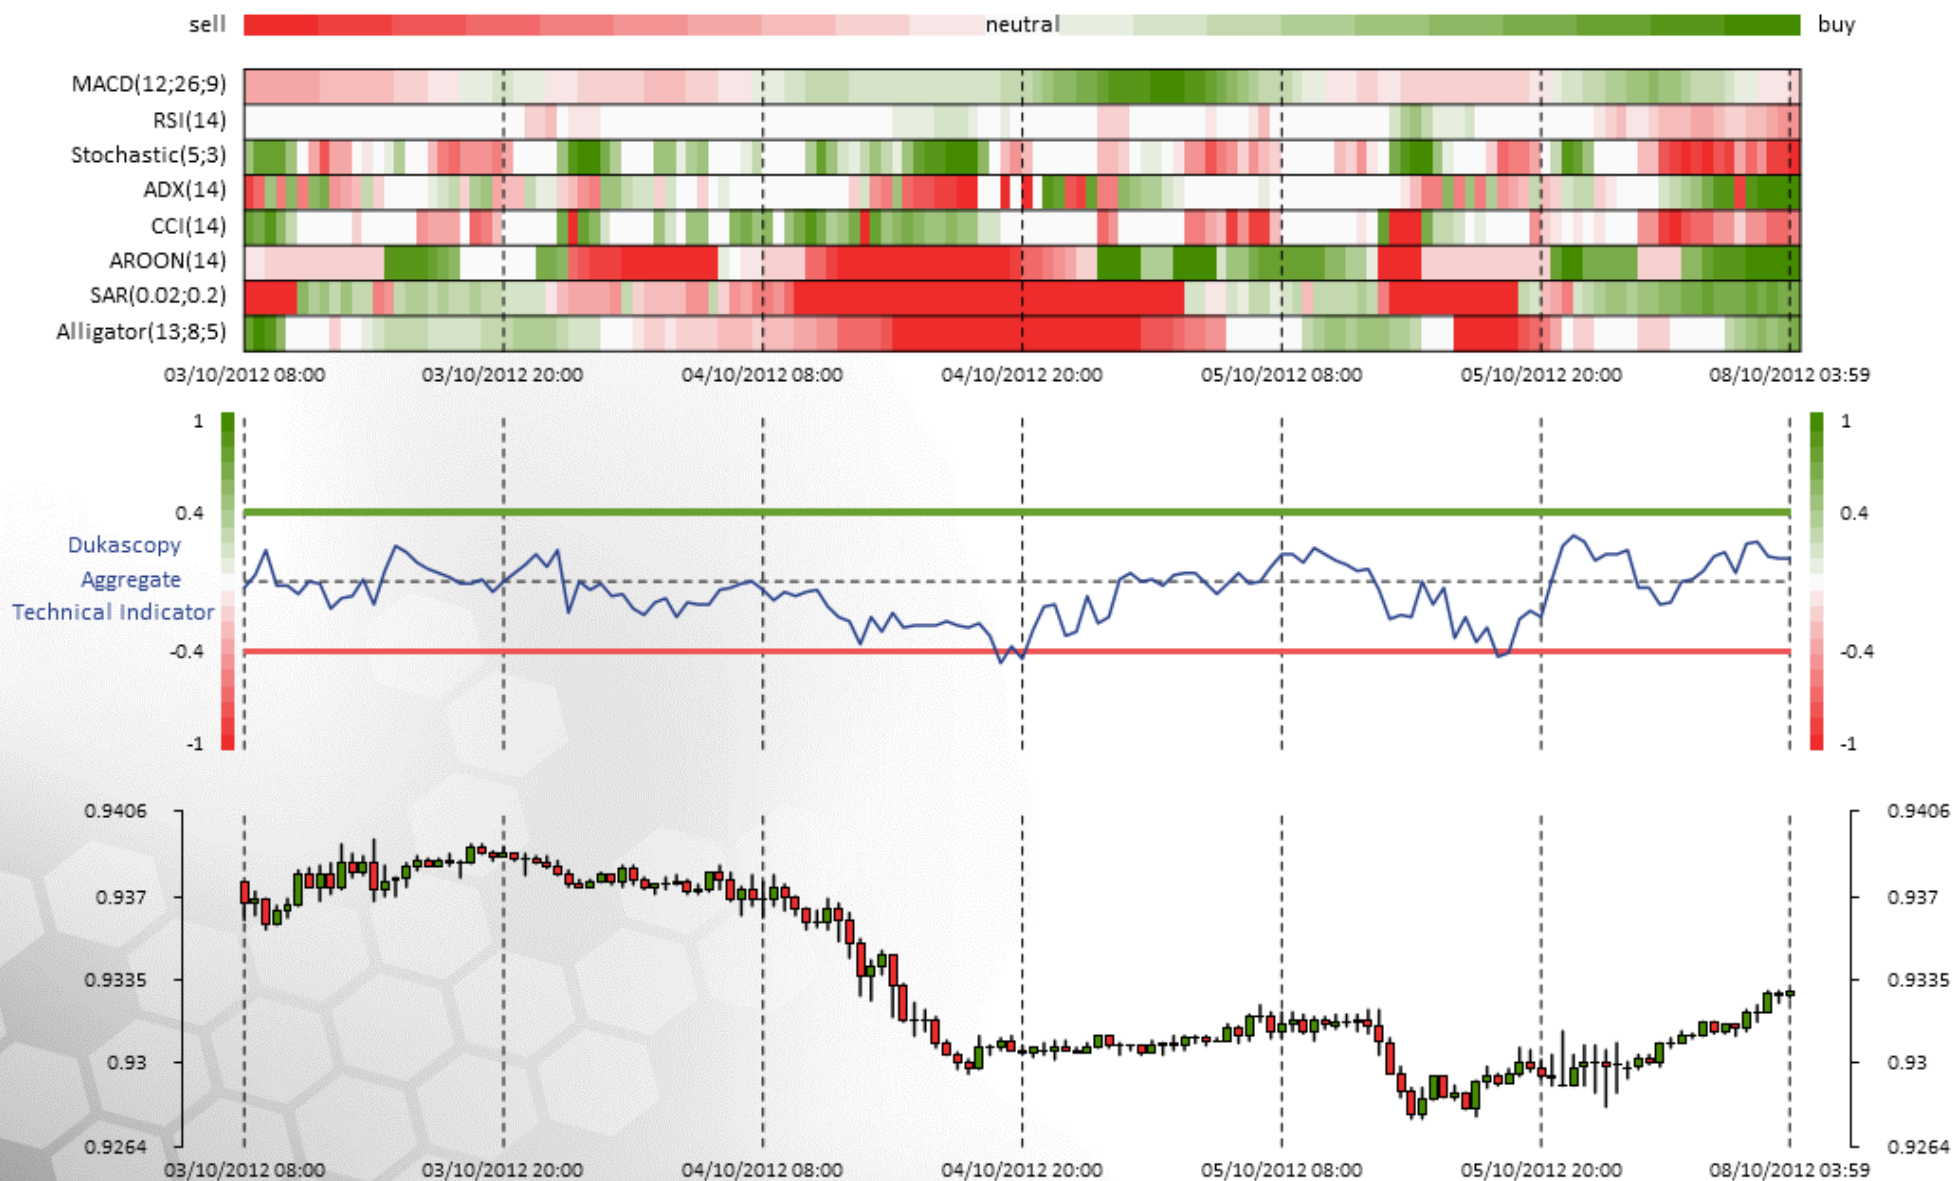 sell neutral buy
MACD(12;26;9)
RSI(14)
Stochastic(5;3)
ADX(14)
CCI(14)
AROON(14)
SAR(0.02;0.2)
Alligator(13;8;5)
03/10/2012 08:00 03/10/2012 20:00 04/10/2012 08:00 04/10/2012 20:00 05/10/2012 08:00 05/10/2012 20:00 08/10/2012 03:59
1 1
0.4 0.4
Dukascopy
Aggregate
Technical Indicator
-0.4 -0.4
-1 -1
0.9406 0.9406
0.937 0.937
0.9335 0.9335
0.93 0.93
0.9264 0.9264
03/10/2012 08:00 03/10/2012 20:00 04/10/2012 08:00 04/10/2012 20:00 05/10/2012 08:00 05/10/2012 20:00 08/10/2012 03:59